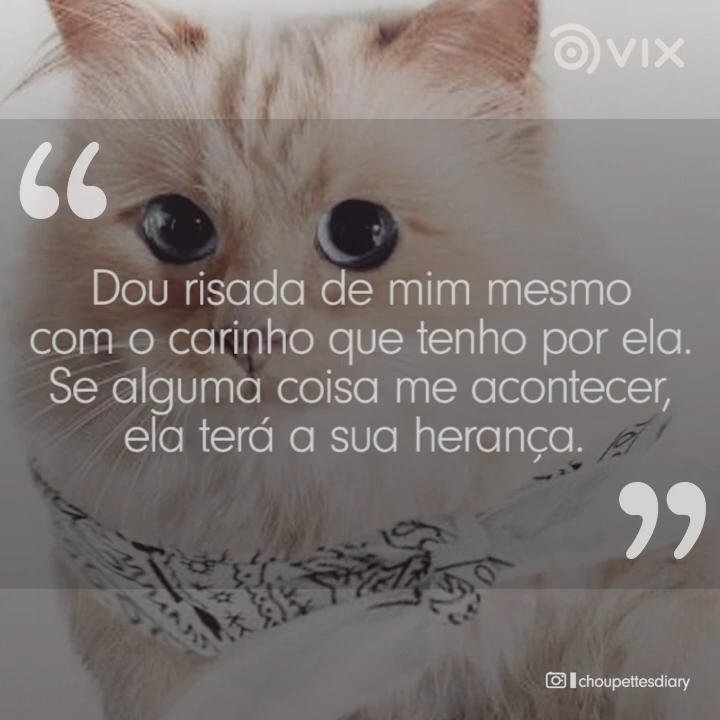 VIX
“
Dou risada de mim mesmo
com o carinho que tenho por ela.
Se alguma coisa me acontecer,
ela terá a sua herança.
”
choupettesdiary